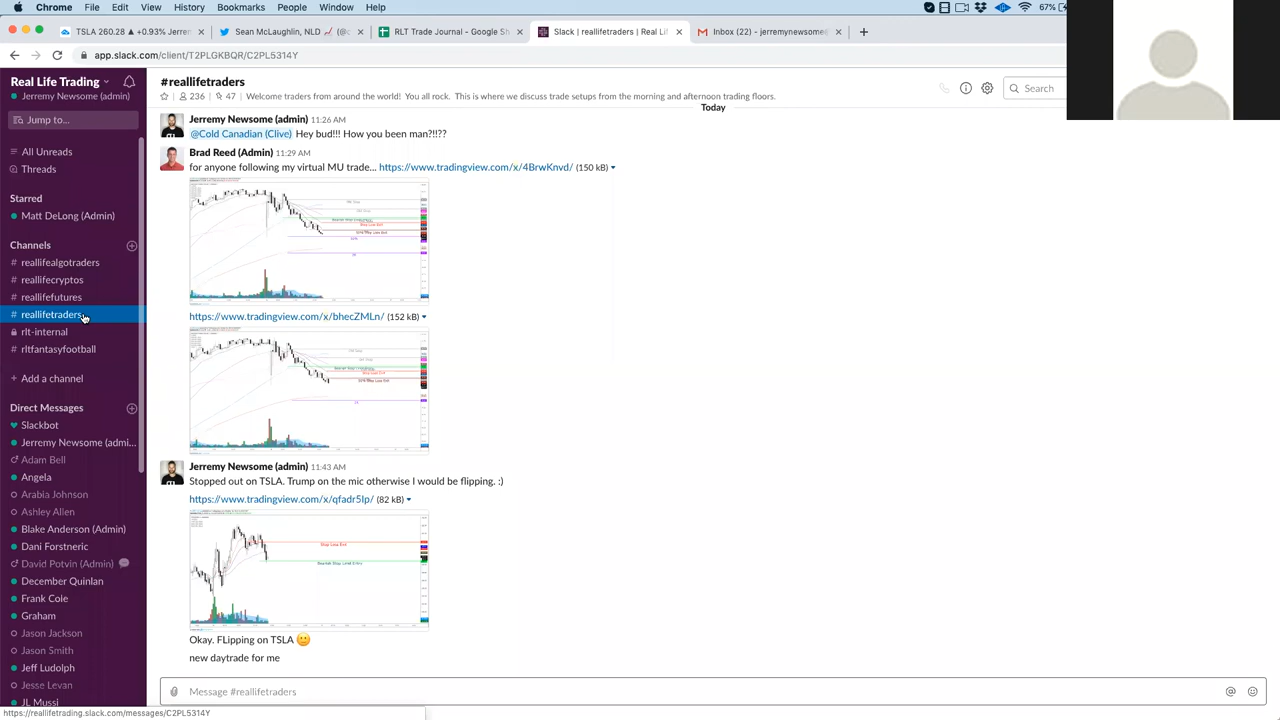 Chrome File Edit View History Bookmarks People Window Help 67%
TSLA 260.28 ▲ +0.93% Jerren
Sean McLaughlin, NLD
RLT Trade Journal - Google Sh
Slack | reallifetraders | Real Lif
Inbox (22) - jerremynewsome@
app.slack.com/client/T2PLGKBQR/C2PL5314Y
Real Life Trading
Jerremy Newsome (admin)
Jump to...
All Unreads
Threads
Starred
Matt DeLong (Admin)
Channels
# reallifealgotraders
# reallifecryptos
# reallifefutures
# reallifetraders
rlt-internal
# rltfantasyfootball
+ Add a channel
Direct Messages
Slackbot
Jerremy Newsome (admi...
Adam Bell
Angela
Arabia Johnson
Ashley Allen
Blake Anderson (Admin)
Dani Forstneric
David Potvin (Admin)
December Quinlan
Frank Cole
Graham
Jason Jackson
Jason Smith
Jeff Ludolph
Jesse Levan
JL Mussi
#reallifetraders
236 | 47 | Welcome traders from around the world! You all rock. This is where we discuss trade setups from the morning and afternoon trading floors.
Search
Today
Jerremy Newsome (admin) 11:26 AM
@Cold Canadian (Clive) Hey bud!!! How you been man?!!??
Brad Reed (Admin) 11:29 AM
for anyone following my virtual MU trade... https://www.tradingview.com/x/4BrwKnvd/ (150 kB)
https://www.tradingview.com/x/bhecZMLn/ (152 kB)
Jerremy Newsome (admin) 11:43 AM
Stopped out on TSLA. Trump on the mic otherwise I would be flipping. :)
https://www.tradingview.com/x/qfadr5Ip/ (82 kB)
Okay. FLipping on TSLA
new daytrade for me
Message #reallifetraders
https://reallifetrading.slack.com/messages/C2PL5314Y